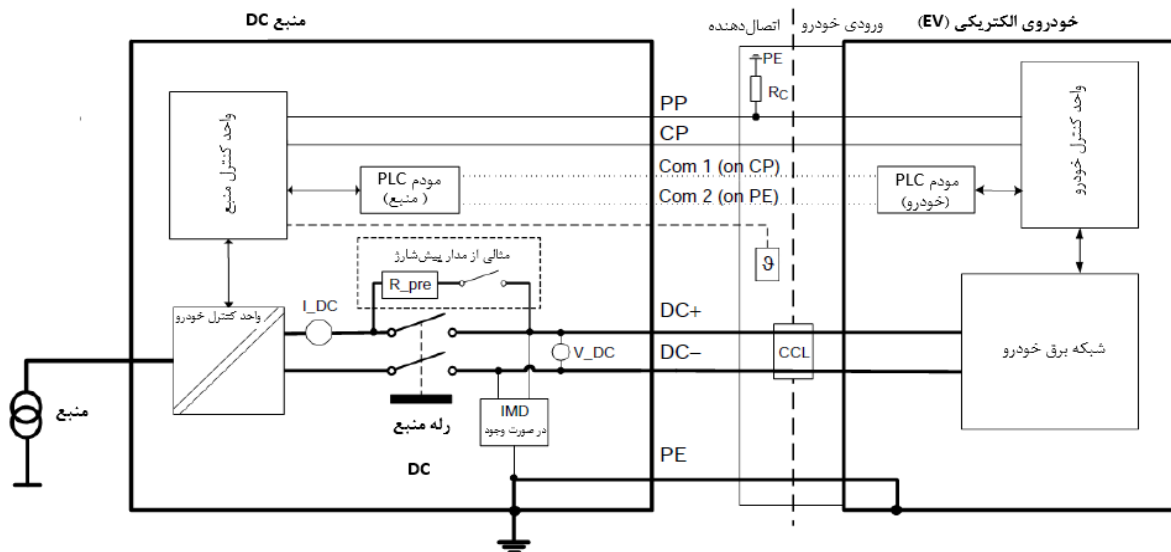 منبع DC
اتصال‌دهنده
ورودی خودرو
خودروی الکتریکی (EV)
PE
R_C
واحد کنترل منبع
PP
CP
Com 1 (on CP)
Com 2 (on PE)
مودم PLC
(منبع)
مودم PLC
(خودرو)
واحد کنترل خودرو
مثالی از مدار پیش‌شارژ
R_pre
ϑ
I_DC
واحد کنترل خودرو
DC+
DC−
V_DC
CCL
شبکه برق خودرو
منبع
رله منبع
DC
IMD
در صورت وجود
PE